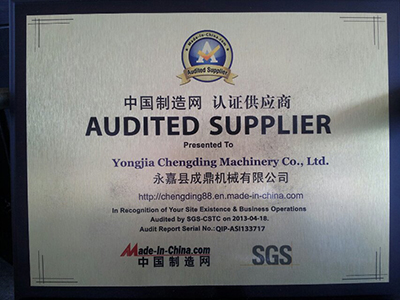 Made-in-China.com
Audited Supplier
中国制造网 认证供应商
AUDITED SUPPLIER
Presented To
Yongjia Chengding Machinery Co., Ltd.
永嘉县成鼎机械有限公司
http://chengding88.en.made-in-china.com
In Recognition of Your Site Existence & Business Operations
Audited by SGS-CSTC on 2013-04-18.
Audit Report Serial No.:QIP-ASI133717
Made-in-China.com
中国制造网
SGS